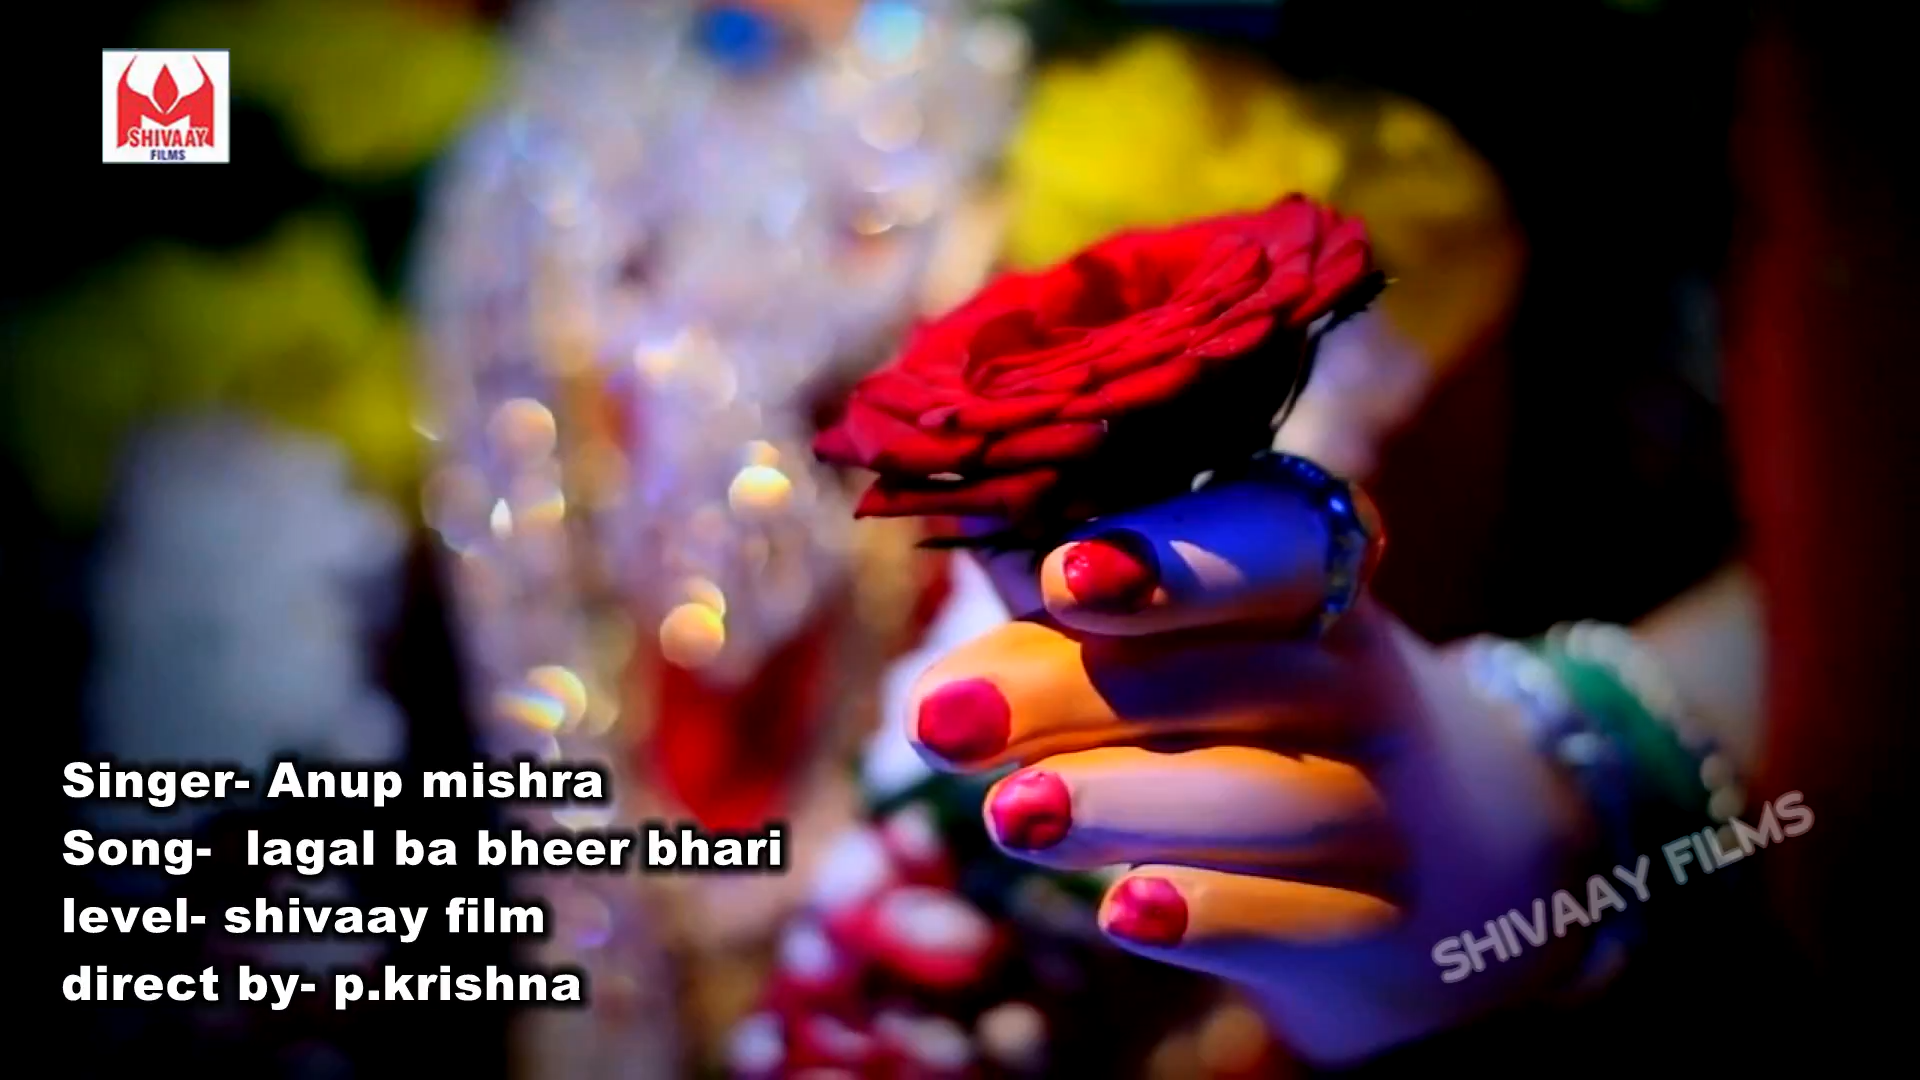 SHIVAAY
FILMS
Singer- Anup mishra
Song-  lagal ba bheer bhari
level- shivaay film
direct by- p.krishna
SHIVAAY FILMS